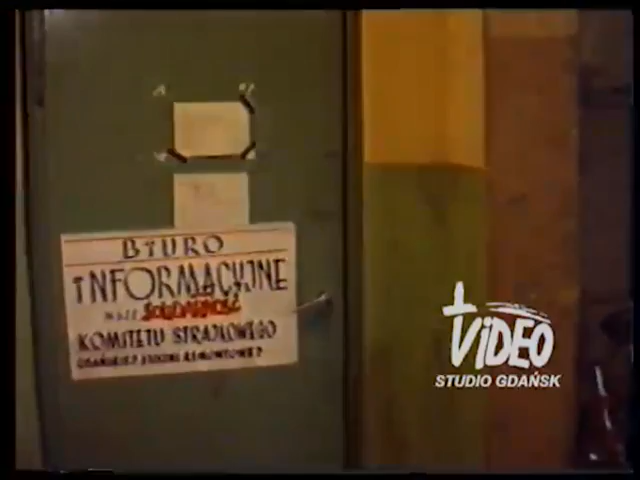 BIURO
INFORMACYJNE
NSZZ SOLIDARNOŚĆ
KOMITETU STRAJKOWEGO
GDAŃSKIEJ STOCZNI REMONTOWEJ
VIDEO
STUDIO GDAŃSK